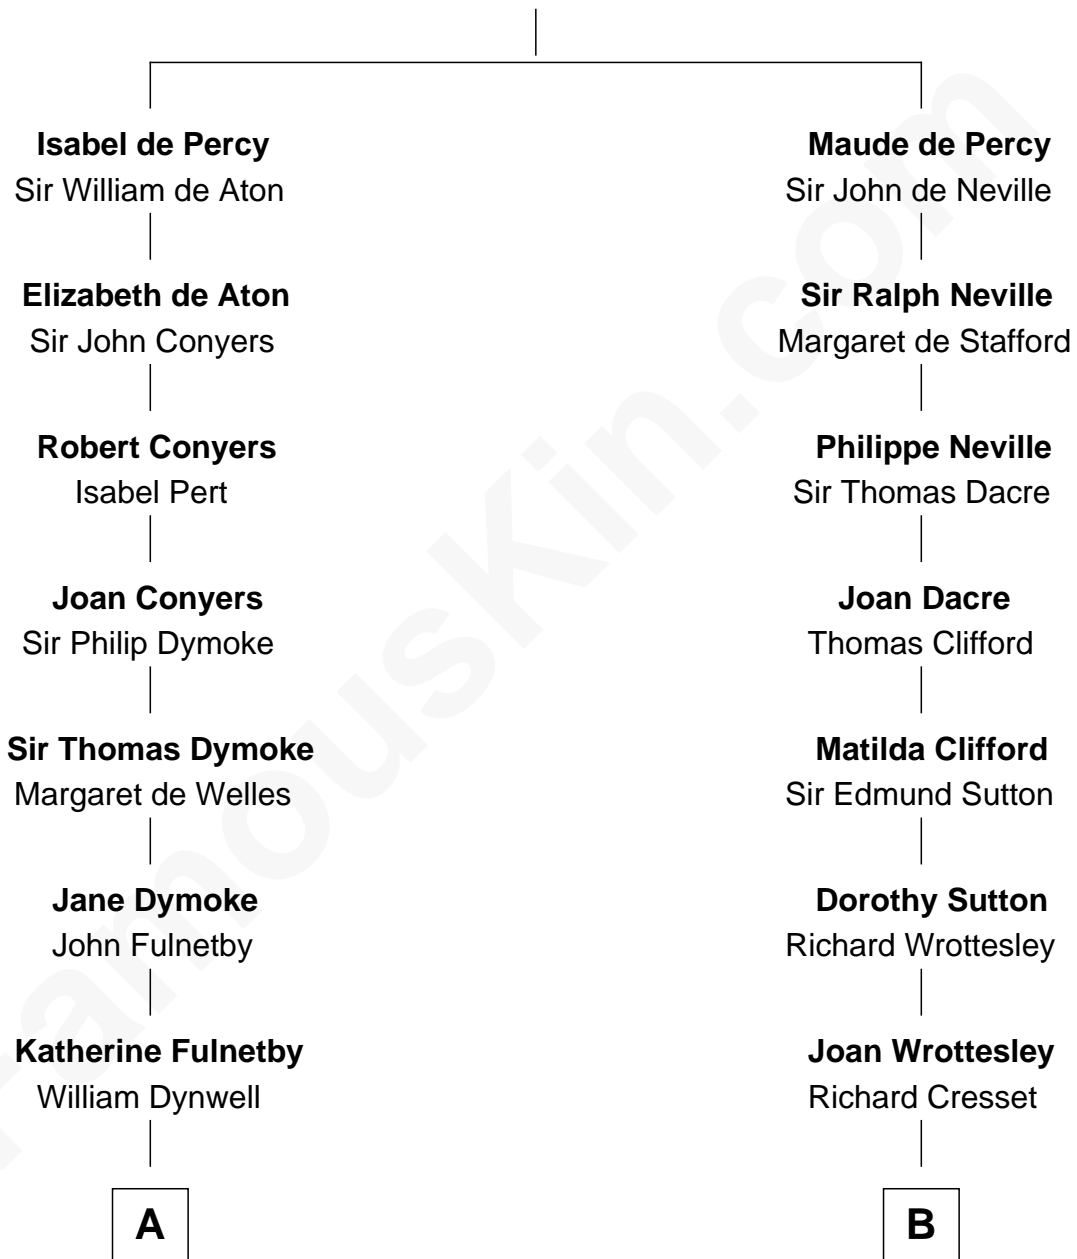 Isabel de Percy
Sir William de Aton
Maude de Percy
Sir John de Neville
Elizabeth de Aton
Sir John Conyers
Sir Ralph Neville
Margaret de Stafford
Robert Conyers
Isabel Pert
Philippe Neville
Sir Thomas Dacre
Joan Conyers
Sir Philip Dymoke
Joan Dacre
Thomas Clifford
Sir Thomas Dymoke
Margaret de Welles
Matilda Clifford
Sir Edmund Sutton
Jane Dymoke
John Fulnetby
Dorothy Sutton
Richard Wrottesley
Katherine Fulnetby
William Dynwell
Joan Wrottesley
Richard Cresset
A
B
FamousKin.com